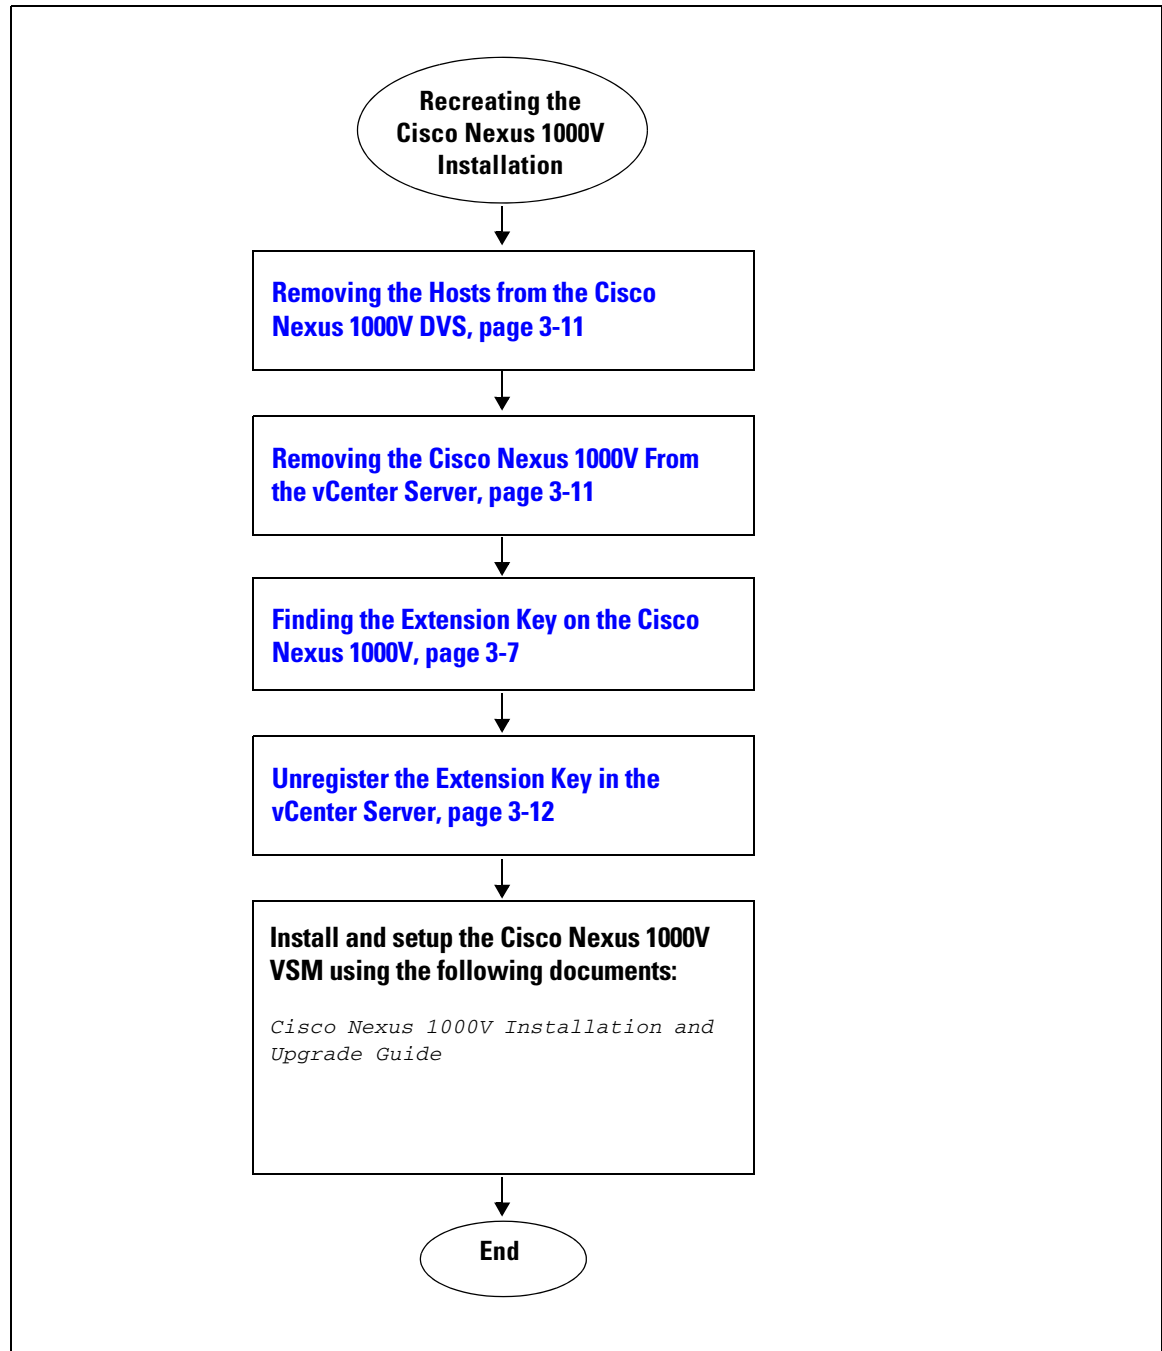 Recreating the
Cisco Nexus 1000V
Installation
Removing the Hosts from the Cisco
Nexus 1000V DVS, page 3-11
Removing the Cisco Nexus 1000V From
the vCenter Server, page 3-11
Finding the Extension Key on the Cisco
Nexus 1000V, page 3-7
Unregister the Extension Key in the
vCenter Server, page 3-12
Install and setup the Cisco Nexus 1000V
VSM using the following documents:
Cisco Nexus 1000V Installation and
Upgrade Guide
End